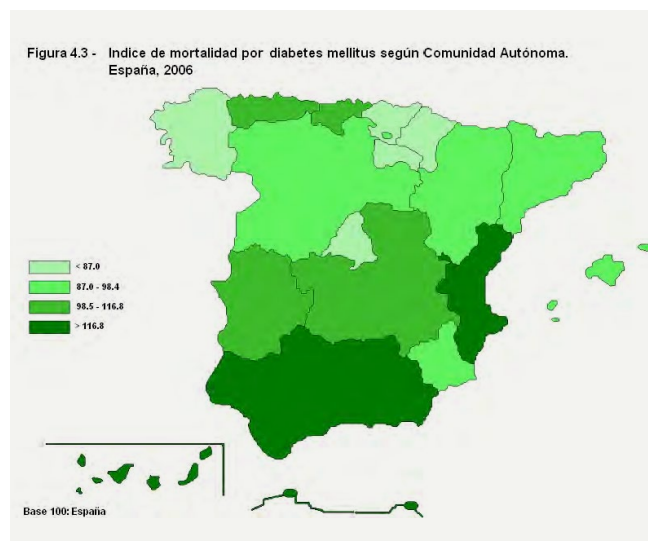 Figura 4.3 - Indice de mortalidad por diabetes mellitus según Comunidad Autónoma.
España, 2006
< 87.0
87.0 - 98.4
98.5 - 116.8
> 116.8
Base 100: España